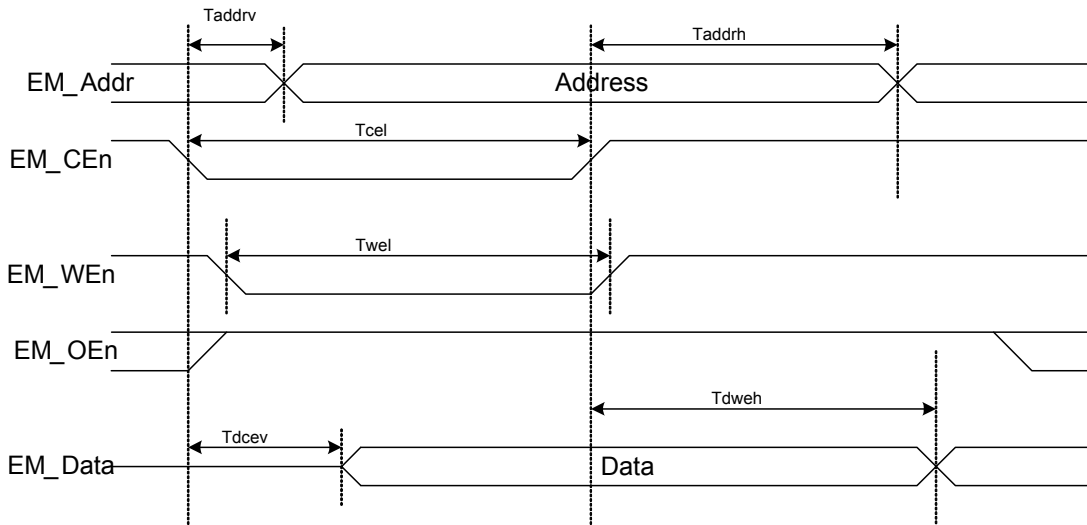 Taddrv
Taddrh
EM_Addr
Address
Tcel
EM_CEn
Twel
EM_WEn
EM_OEn
Tdweh
Tdcev
EM_Data
Data